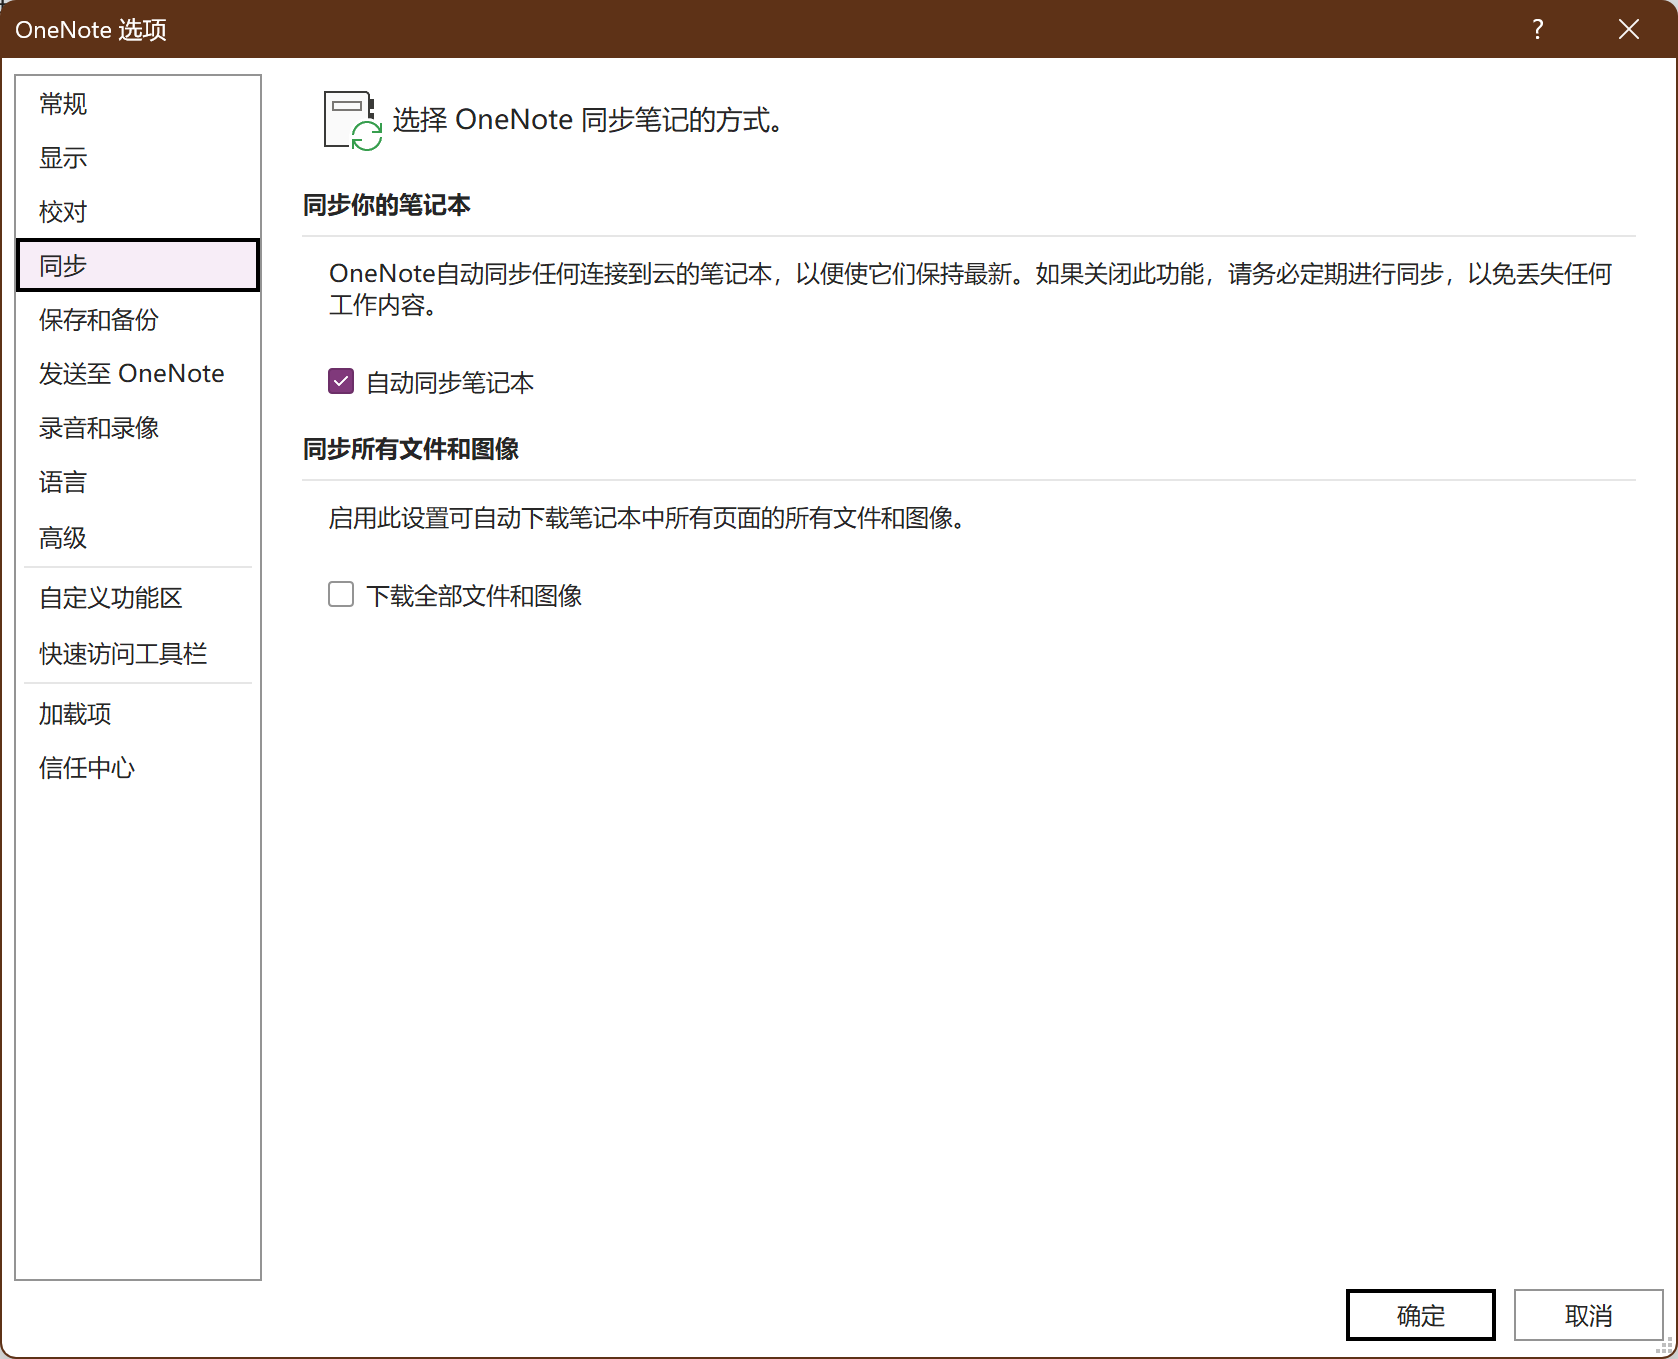 OneNote 选项
?
常规
显示
校对
同步
保存和备份
发送至 OneNote
录音和录像
语言
高级
自定义功能区
快速访问工具栏
加载项
信任中心
选择 OneNote 同步笔记的方式。
同步你的笔记本
OneNote自动同步任何连接到云的笔记本，以便使它们保持最新。如果关闭此功能，请务必定期进行同步，以免丢失任何
工作内容。
自动同步笔记本
同步所有文件和图像
启用此设置可自动下载笔记本中所有页面的所有文件和图像。
下载全部文件和图像
确定
取消